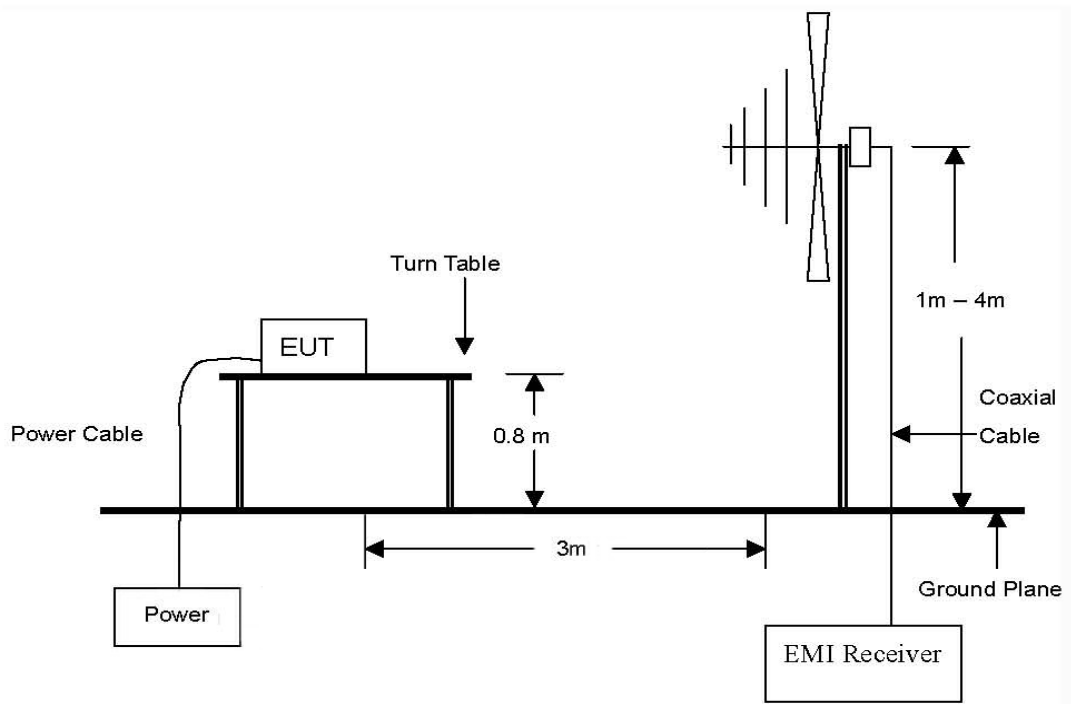 Turn Table
EUT
1m – 4m
Power Cable
0.8 m
Coaxial
Cable
3m
Ground Plane
Power
EMI Receiver